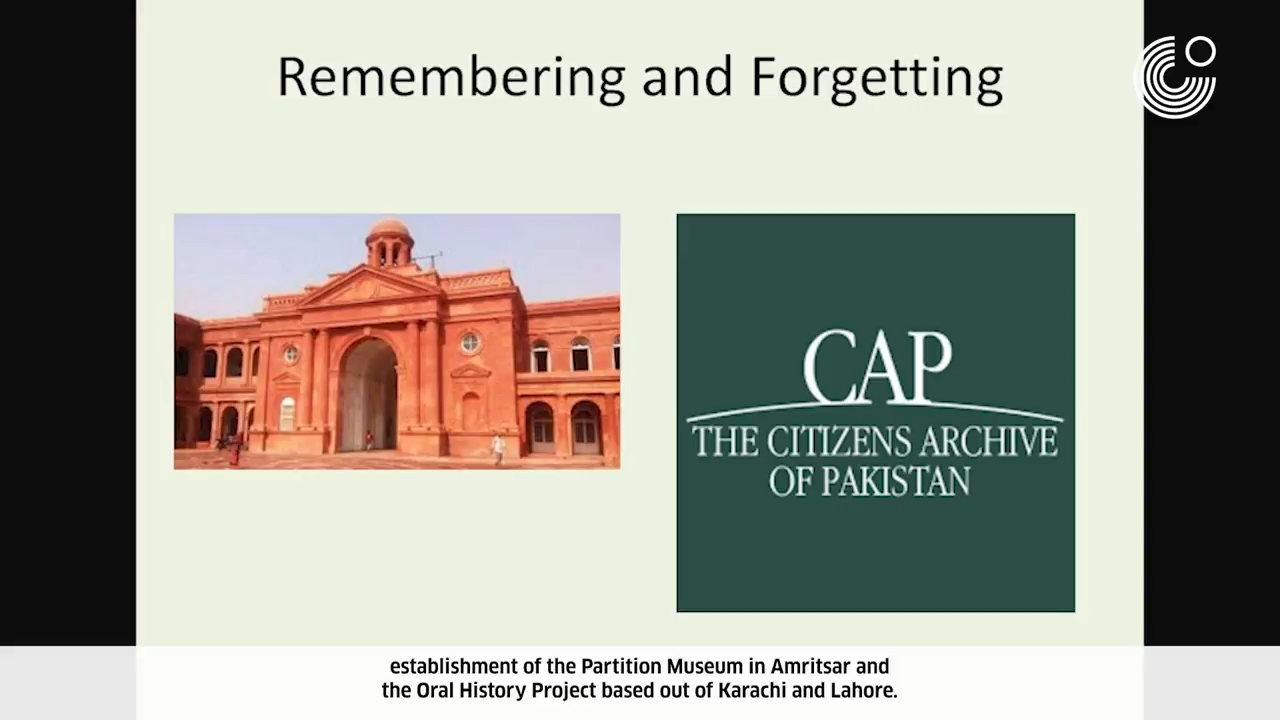 Remembering and Forgetting
CAP
THE CITIZENS ARCHIVE
OF PAKISTAN
establishment of the Partition Museum in Amritsar and
the Oral History Project based out of Karachi and Lahore.